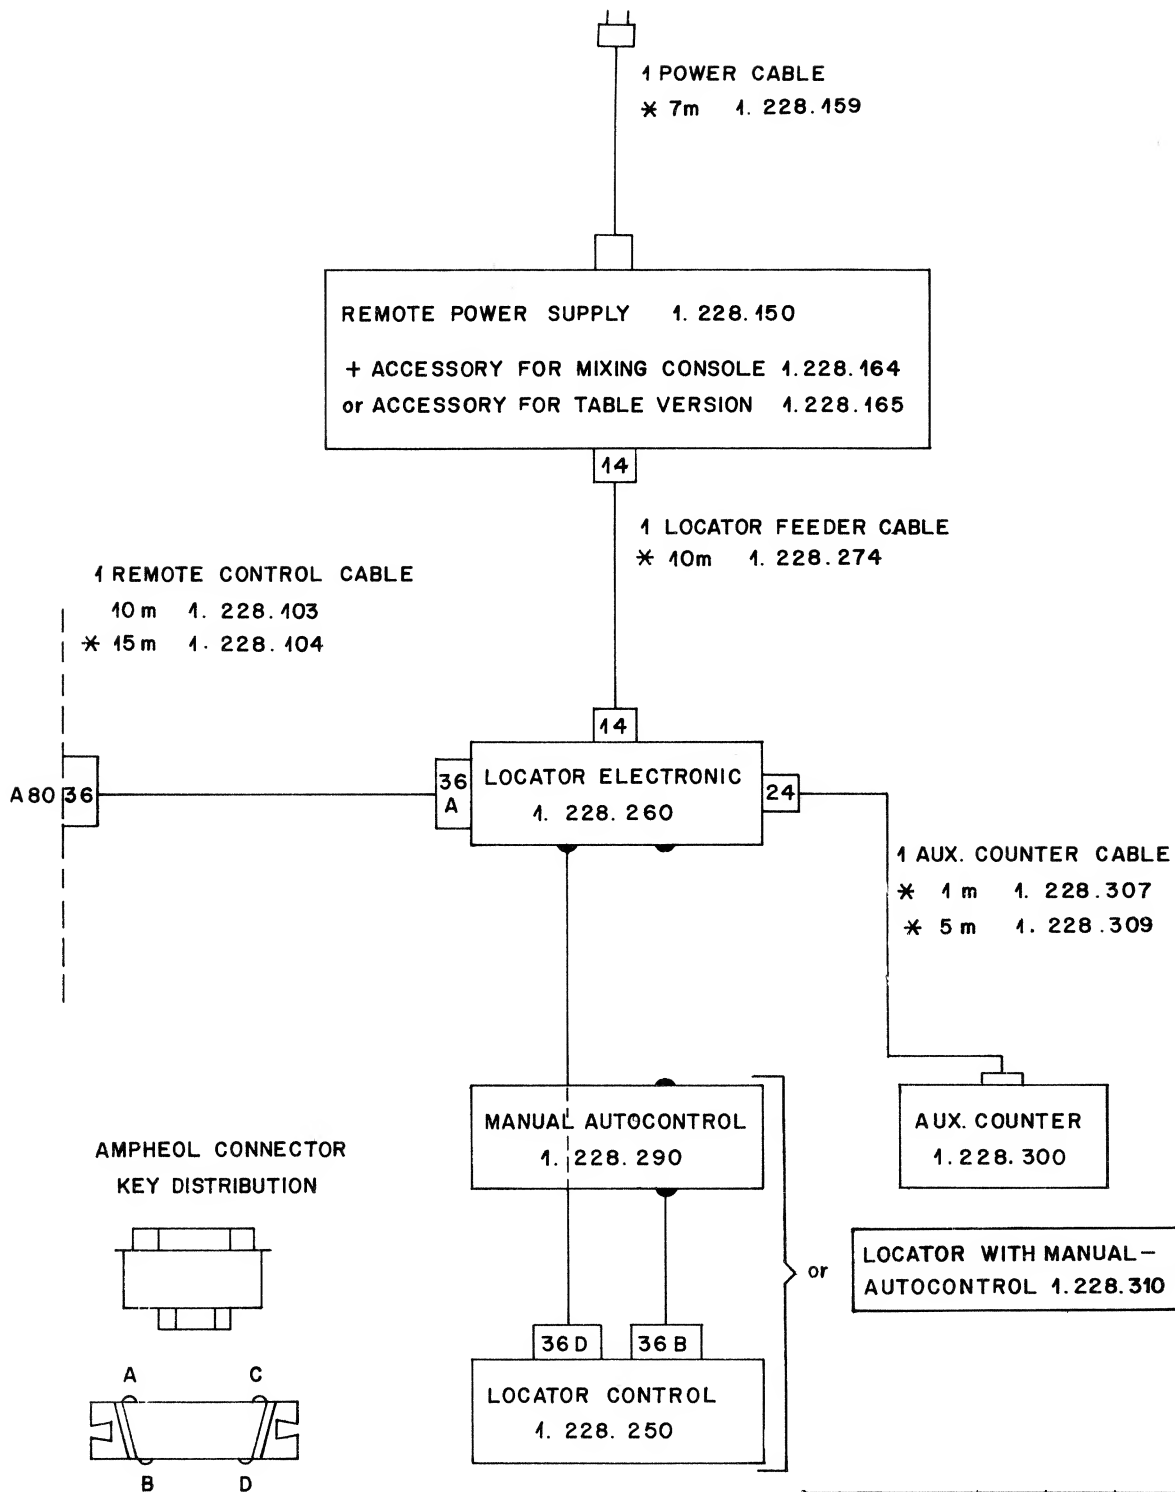 1 POWER CABLE
* 7m 1. 228.159
REMOTE POWER SUPPLY 1. 228.150
+ ACCESSORY FOR MIXING CONSOLE 1.228.164
or ACCESSORY FOR TABLE VERSION 1.228.165
14
1 LOCATOR FEEDER CABLE
* 10m 1. 228.274
1 REMOTE CONTROL CABLE
10 m 1. 228.103
* 15 m 1. 228.104
14
A80 36
36 A
LOCATOR ELECTRONIC
1. 228. 260
24
1 AUX. COUNTER CABLE
* 1 m 1. 228.307
* 5 m 1. 228.309
MANUAL AUTOCONTROL
1. 228.290
AUX. COUNTER
1.228.300
AMPHEOL CONNECTOR
KEY DISTRIBUTION
or
LOCATOR WITH MANUAL-
AUTOCONTROL 1.228.310
36 D
36 B
LOCATOR CONTROL
1. 228. 250
A
C
B
D